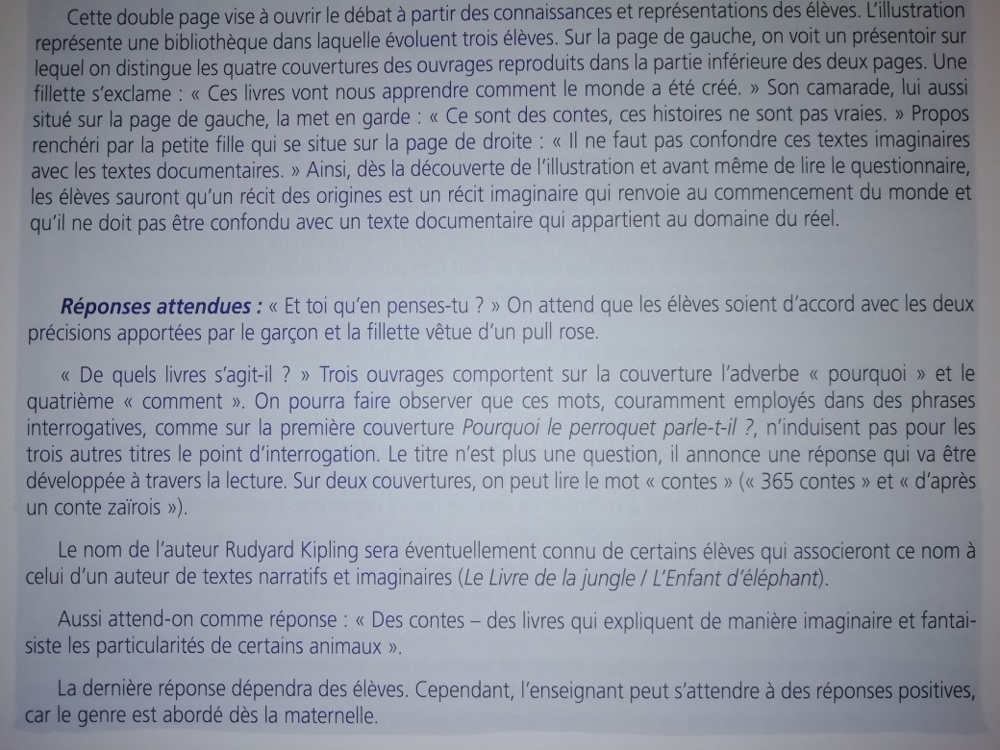 Cette double page vise à ouvrir le débat à partir des connaissances et représentations des élèves. L'illustration
représente une bibliothèque dans laquelle évoluent trois élèves. Sur la page de gauche, on voit un présentoir sur
lequel on distingue les quatre couvertures des ouvrages reproduits dans la partie inférieure des deux pages. Une
fillette s'exclame : « Ces livres vont nous apprendre comment le monde a été créé. » Son camarade, lui aussi
situé sur la page de gauche, la met en garde : « Ce sont des contes, ces histoires ne sont pas vraies. » Propos
renchéri par la petite fille qui se situe sur la page de droite : « Il ne faut pas confondre ces textes imaginaires
avec les textes documentaires. » Ainsi, dès la découverte de l'illustration et avant même de lire le questionnaire,
les élèves sauront qu'un récit des origines est un récit imaginaire qui renvoie au commencement du monde et
qu'il ne doit pas être confondu avec un texte documentaire qui appartient au domaine du réel.
Réponses attendues : « Et toi qu'en penses-tu ? » On attend que les élèves soient d'accord avec les deux
précisions apportées par le garçon et la fillette vêtue d'un pull rose.
« De quels livres s'agit-il ? » Trois ouvrages comportent sur la couverture l'adverbe « pourquoi » et le
quatrième « comment ». On pourra faire observer que ces mots, couramment employés dans des phrases
interrogatives, comme sur la première couverture Pourquoi le perroquet parle-t-il ?, n'induisent pas pour les
trois autres titres le point d'interrogation. Le titre n'est plus une question, il annonce une réponse qui va être
développée à travers la lecture. Sur deux couvertures, on peut lire le mot « contes » (« 365 contes » et « d'après
un conte zaïrois »).
Le nom de l'auteur Rudyard Kipling sera éventuellement connu de certains élèves qui associeront ce nom à
celui d'un auteur de textes narratifs et imaginaires (Le Livre de la jungle / L'Enfant d'éléphant).
Aussi attend-on comme réponse : « Des contes – des livres qui expliquent de manière imaginaire et fantai-
siste les particularités de certains animaux ».
La dernière réponse dépendra des élèves. Cependant, l'enseignant peut s'attendre à des réponses positives,
car le genre est abordé dès la maternelle.